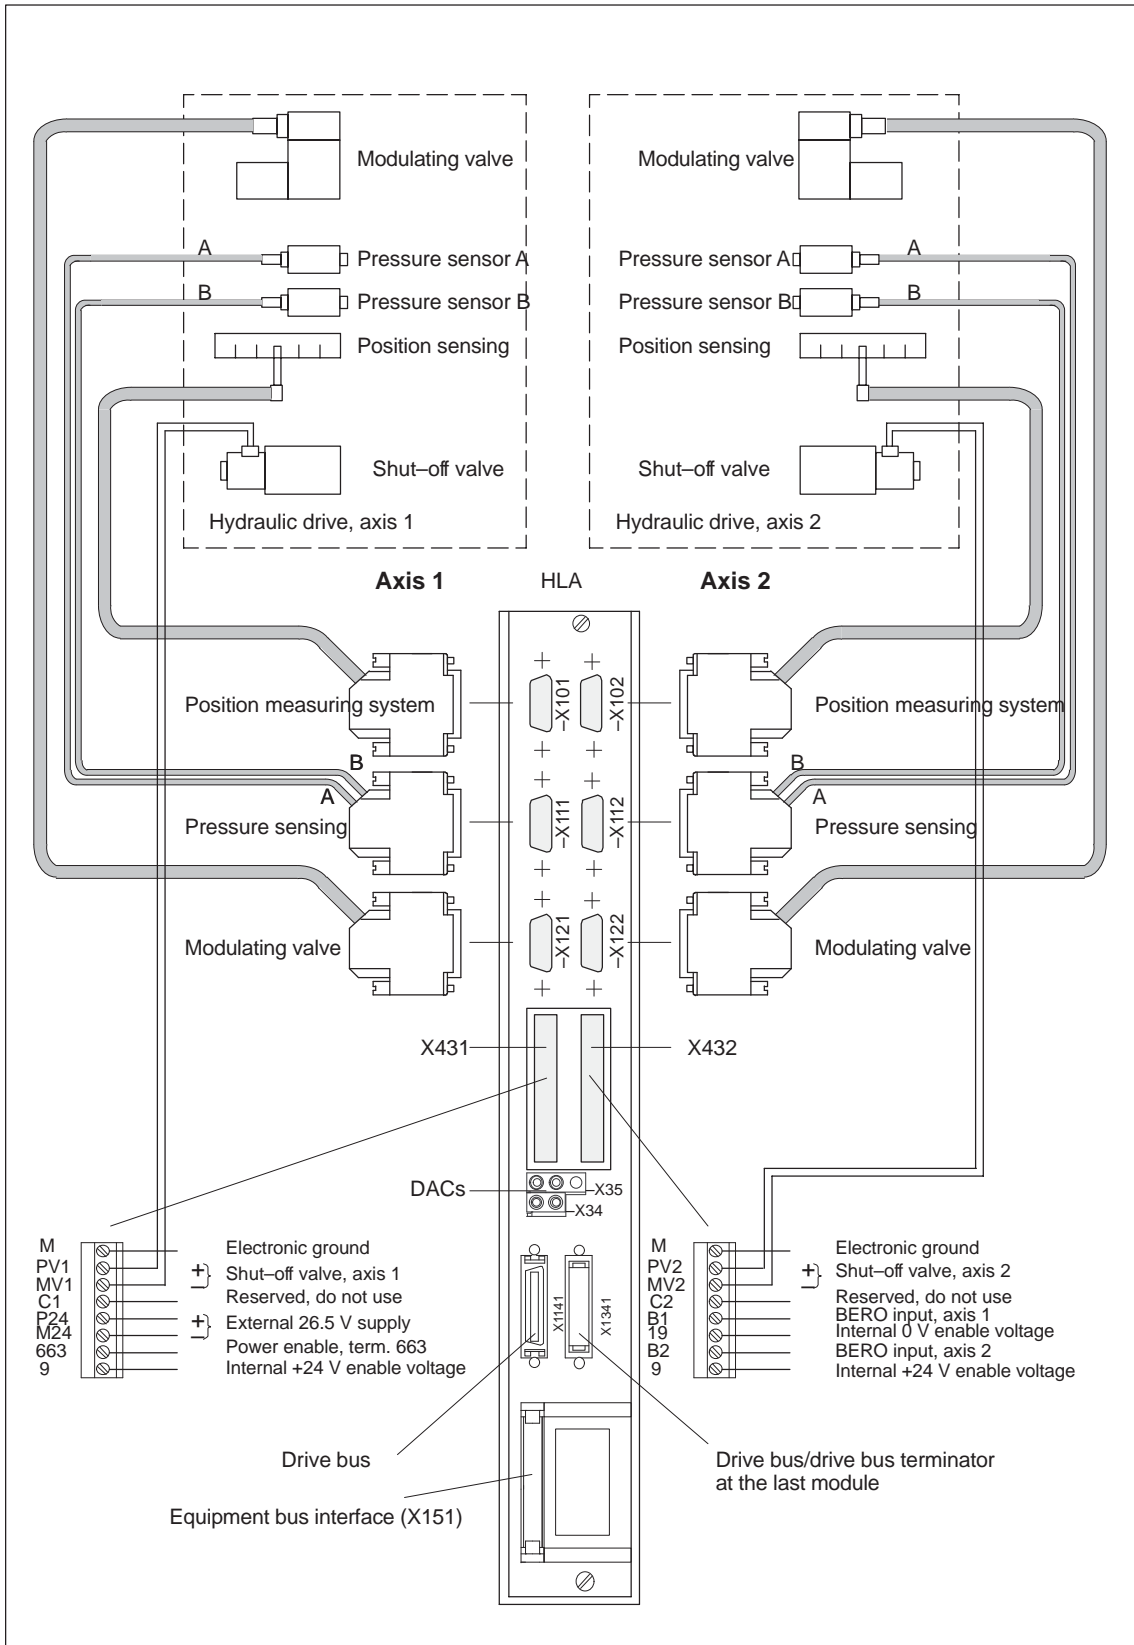 Modulating valve
Modulating valve
A
Pressure sensor A
Pressure sensor A
A
B
Pressure sensor B
Pressure sensor B
B
Position sensing
Position sensing
Shut–off valve
Shut–off valve
Hydraulic drive, axis 1
Hydraulic drive, axis 2
Axis 1
HLA
Axis 2
Position measuring system
–X101
–X102
Position measuring system
B
A
B
A
Pressure sensing
–X111
–X112
Pressure sensing
Modulating valve
–X121
–X122
Modulating valve
X431
X432
DACs
X35
X34
M
Electronic ground
PV1
+
Shut–off valve, axis 1
MV1
–
C1
Reserved, do not use
P24
+
External 26.5 V supply
M24
–
663
Power enable, term. 663
9
Internal +24 V enable voltage
X1141
X1341
M
Electronic ground
PV2
+
Shut–off valve, axis 2
MV2
–
C2
Reserved, do not use
B1
BERO input, axis 1
19
Internal 0 V enable voltage
B2
BERO input, axis 2
9
Internal +24 V enable voltage
Drive bus
Drive bus/drive bus terminator
at the last module
Equipment bus interface (X151)